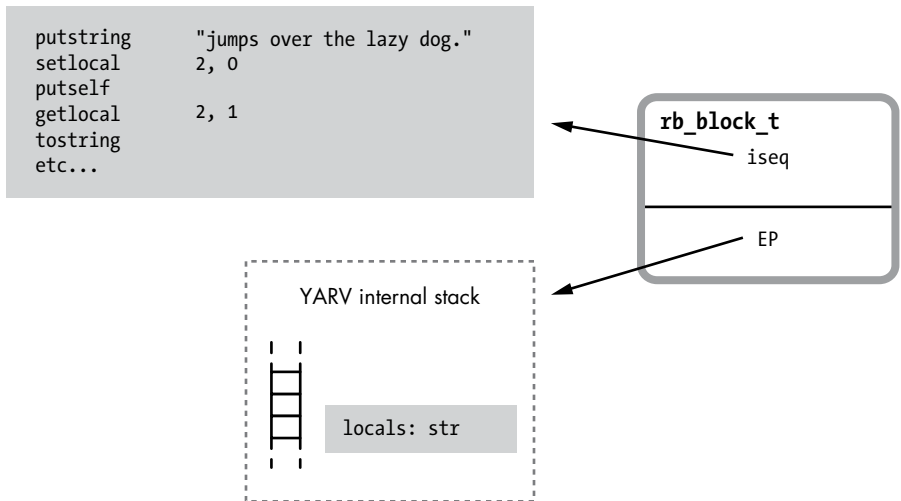 putstring "jumps over the lazy dog."
setlocal 2, 0
putself
getlocal 2, 1
tostring
etc...
rb_block_t
iseq
EP
YARV internal stack
locals: str